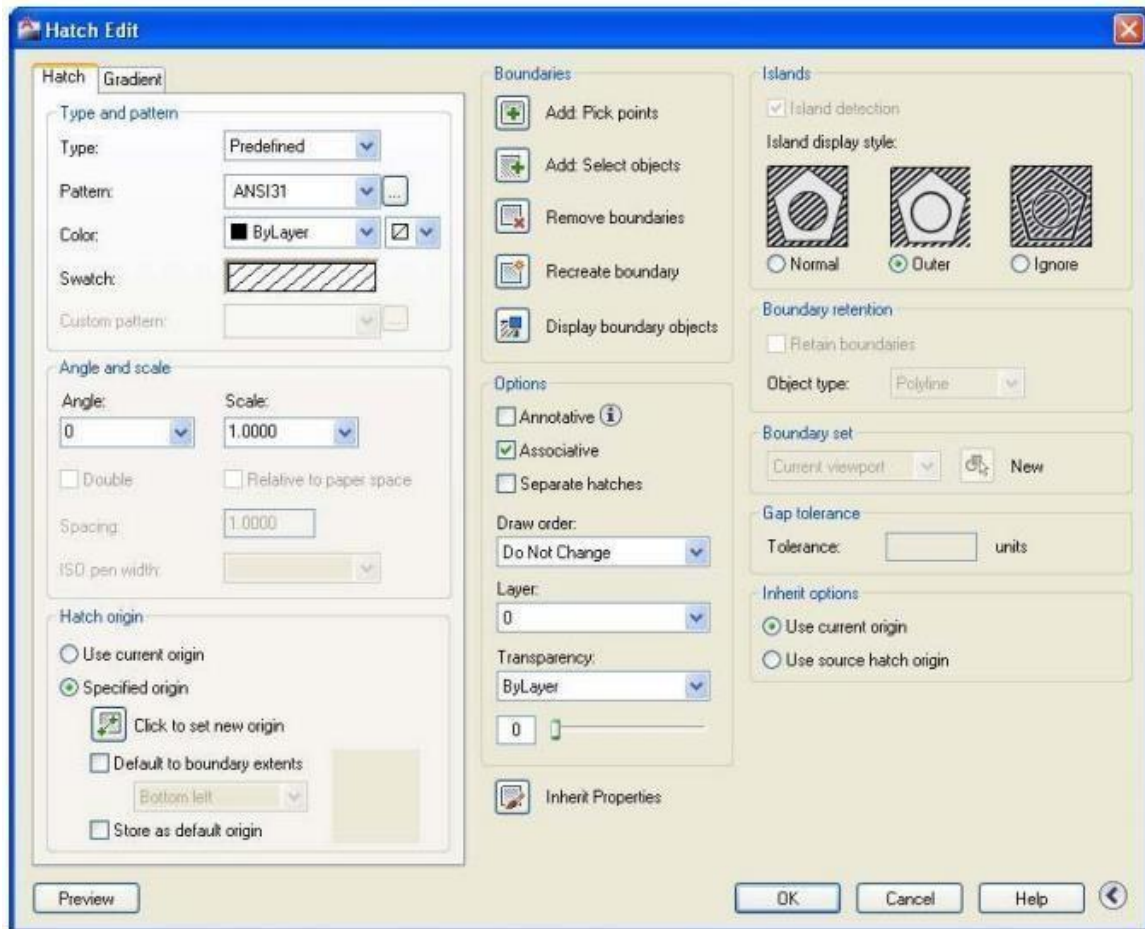 Hatch Edit
Hatch
Gradient
Type and pattern
Type:
Predefined
Pattern:
ANSI31
...
Color:
ByLayer
Swatch:
Custom pattern:
...
Angle and scale
Angle:
Scale:
0
1.0000
Double
Relative to paper space
Spacing:
1.0000
ISO pen width:
Hatch origin
Use current origin
Specified origin
Click to set new origin
Default to boundary extents
Bottom left
Store as default origin
Preview
Boundaries
Add: Pick points
Add: Select objects
Remove boundaries
Recreate boundary
Display boundary objects
Options
Annotative
Associative
Separate hatches
Draw order:
Do Not Change
Layer:
0
Transparency:
ByLayer
0
Inherit Properties
Islands
Island detection
Island display style:
Normal
Outer
Ignore
Boundary retention
Retain boundaries
Object type:
Polyline
Boundary set
Current viewport
New
Gap tolerance
Tolerance:
units
Inherit options
Use current origin
Use source hatch origin
OK
Cancel
Help